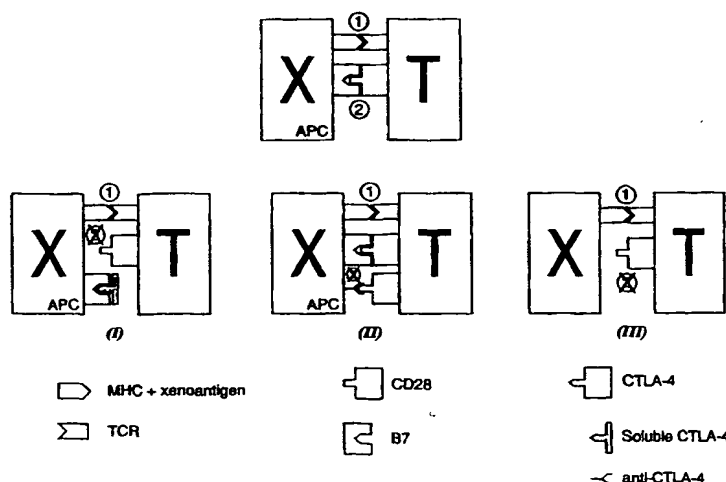 ①
X T
APC
②
① ① ①
X T X T X T
APC APC
(I) (II) (III)
MHC + xenoantigen CD28 CTLA-4
TCR B7 Soluble CTLA-4
anti-CTLA-4